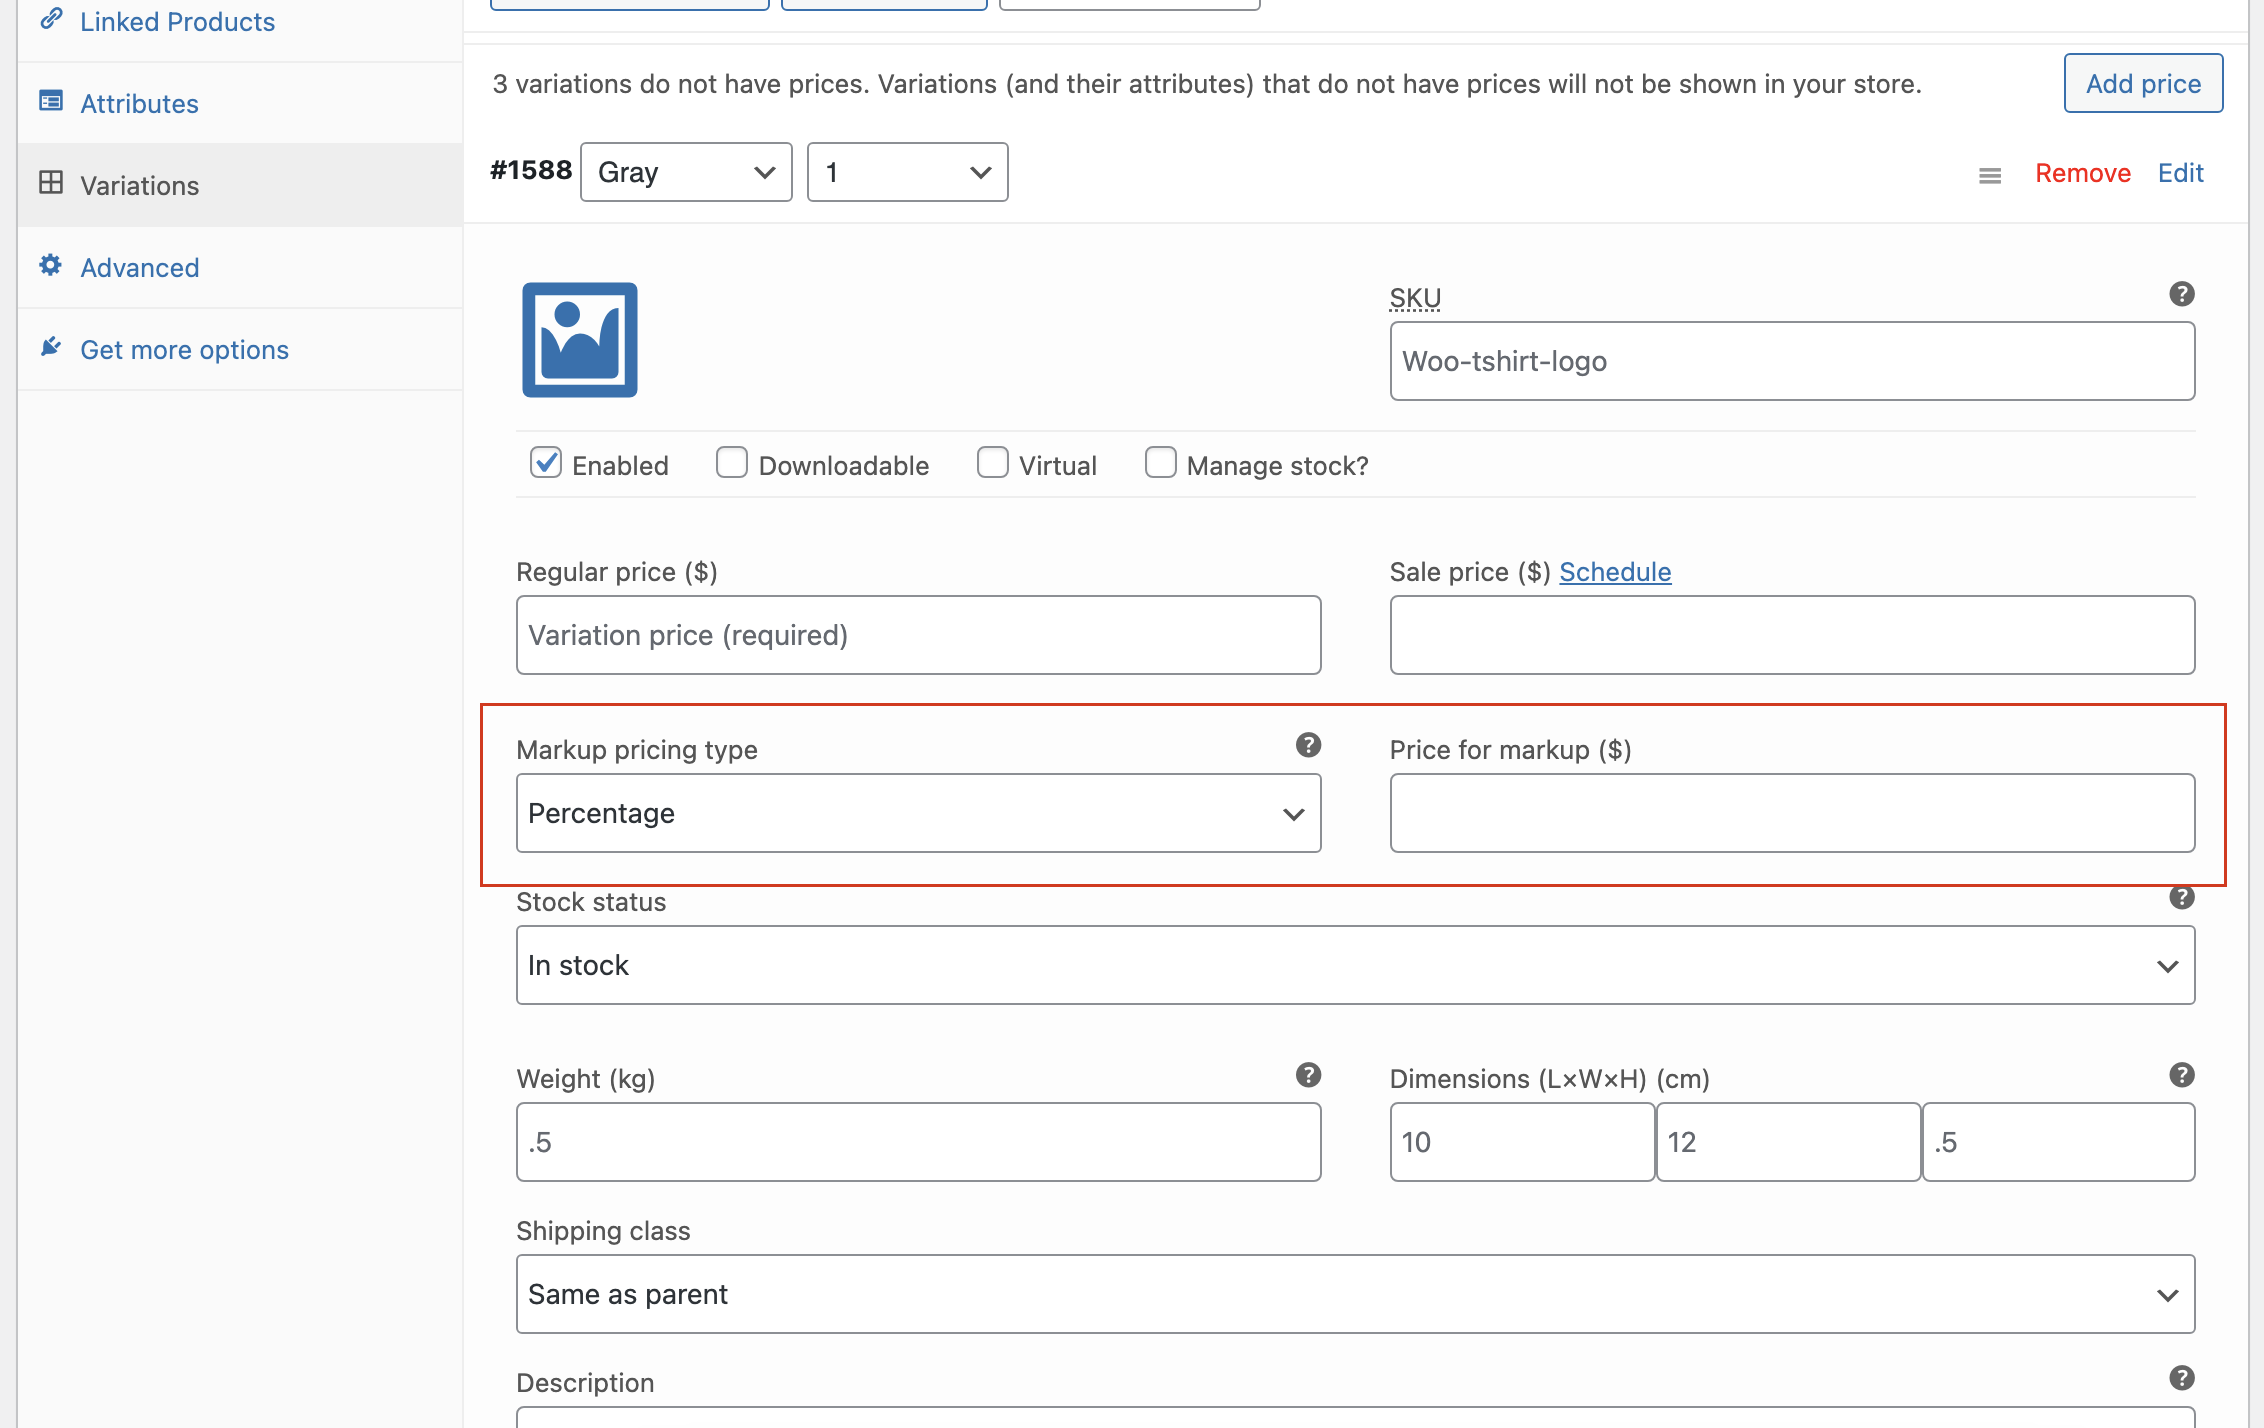 Linked Products
Attributes
Variations
Advanced
Get more options
3 variations do not have prices. Variations (and their attributes) that do not have prices will not be shown in your store.
Add price
#1588 Gray 1 Remove Edit
SKU
Woo-tshirt-logo
Enabled Downloadable Virtual Manage stock?
Regular price ($) Sale price ($) Schedule
Variation price (required)
Markup pricing type Price for markup ($)
Percentage
Stock status
In stock
Weight (kg) Dimensions (L×W×H) (cm)
.5 10 12 .5
Shipping class
Same as parent
Description